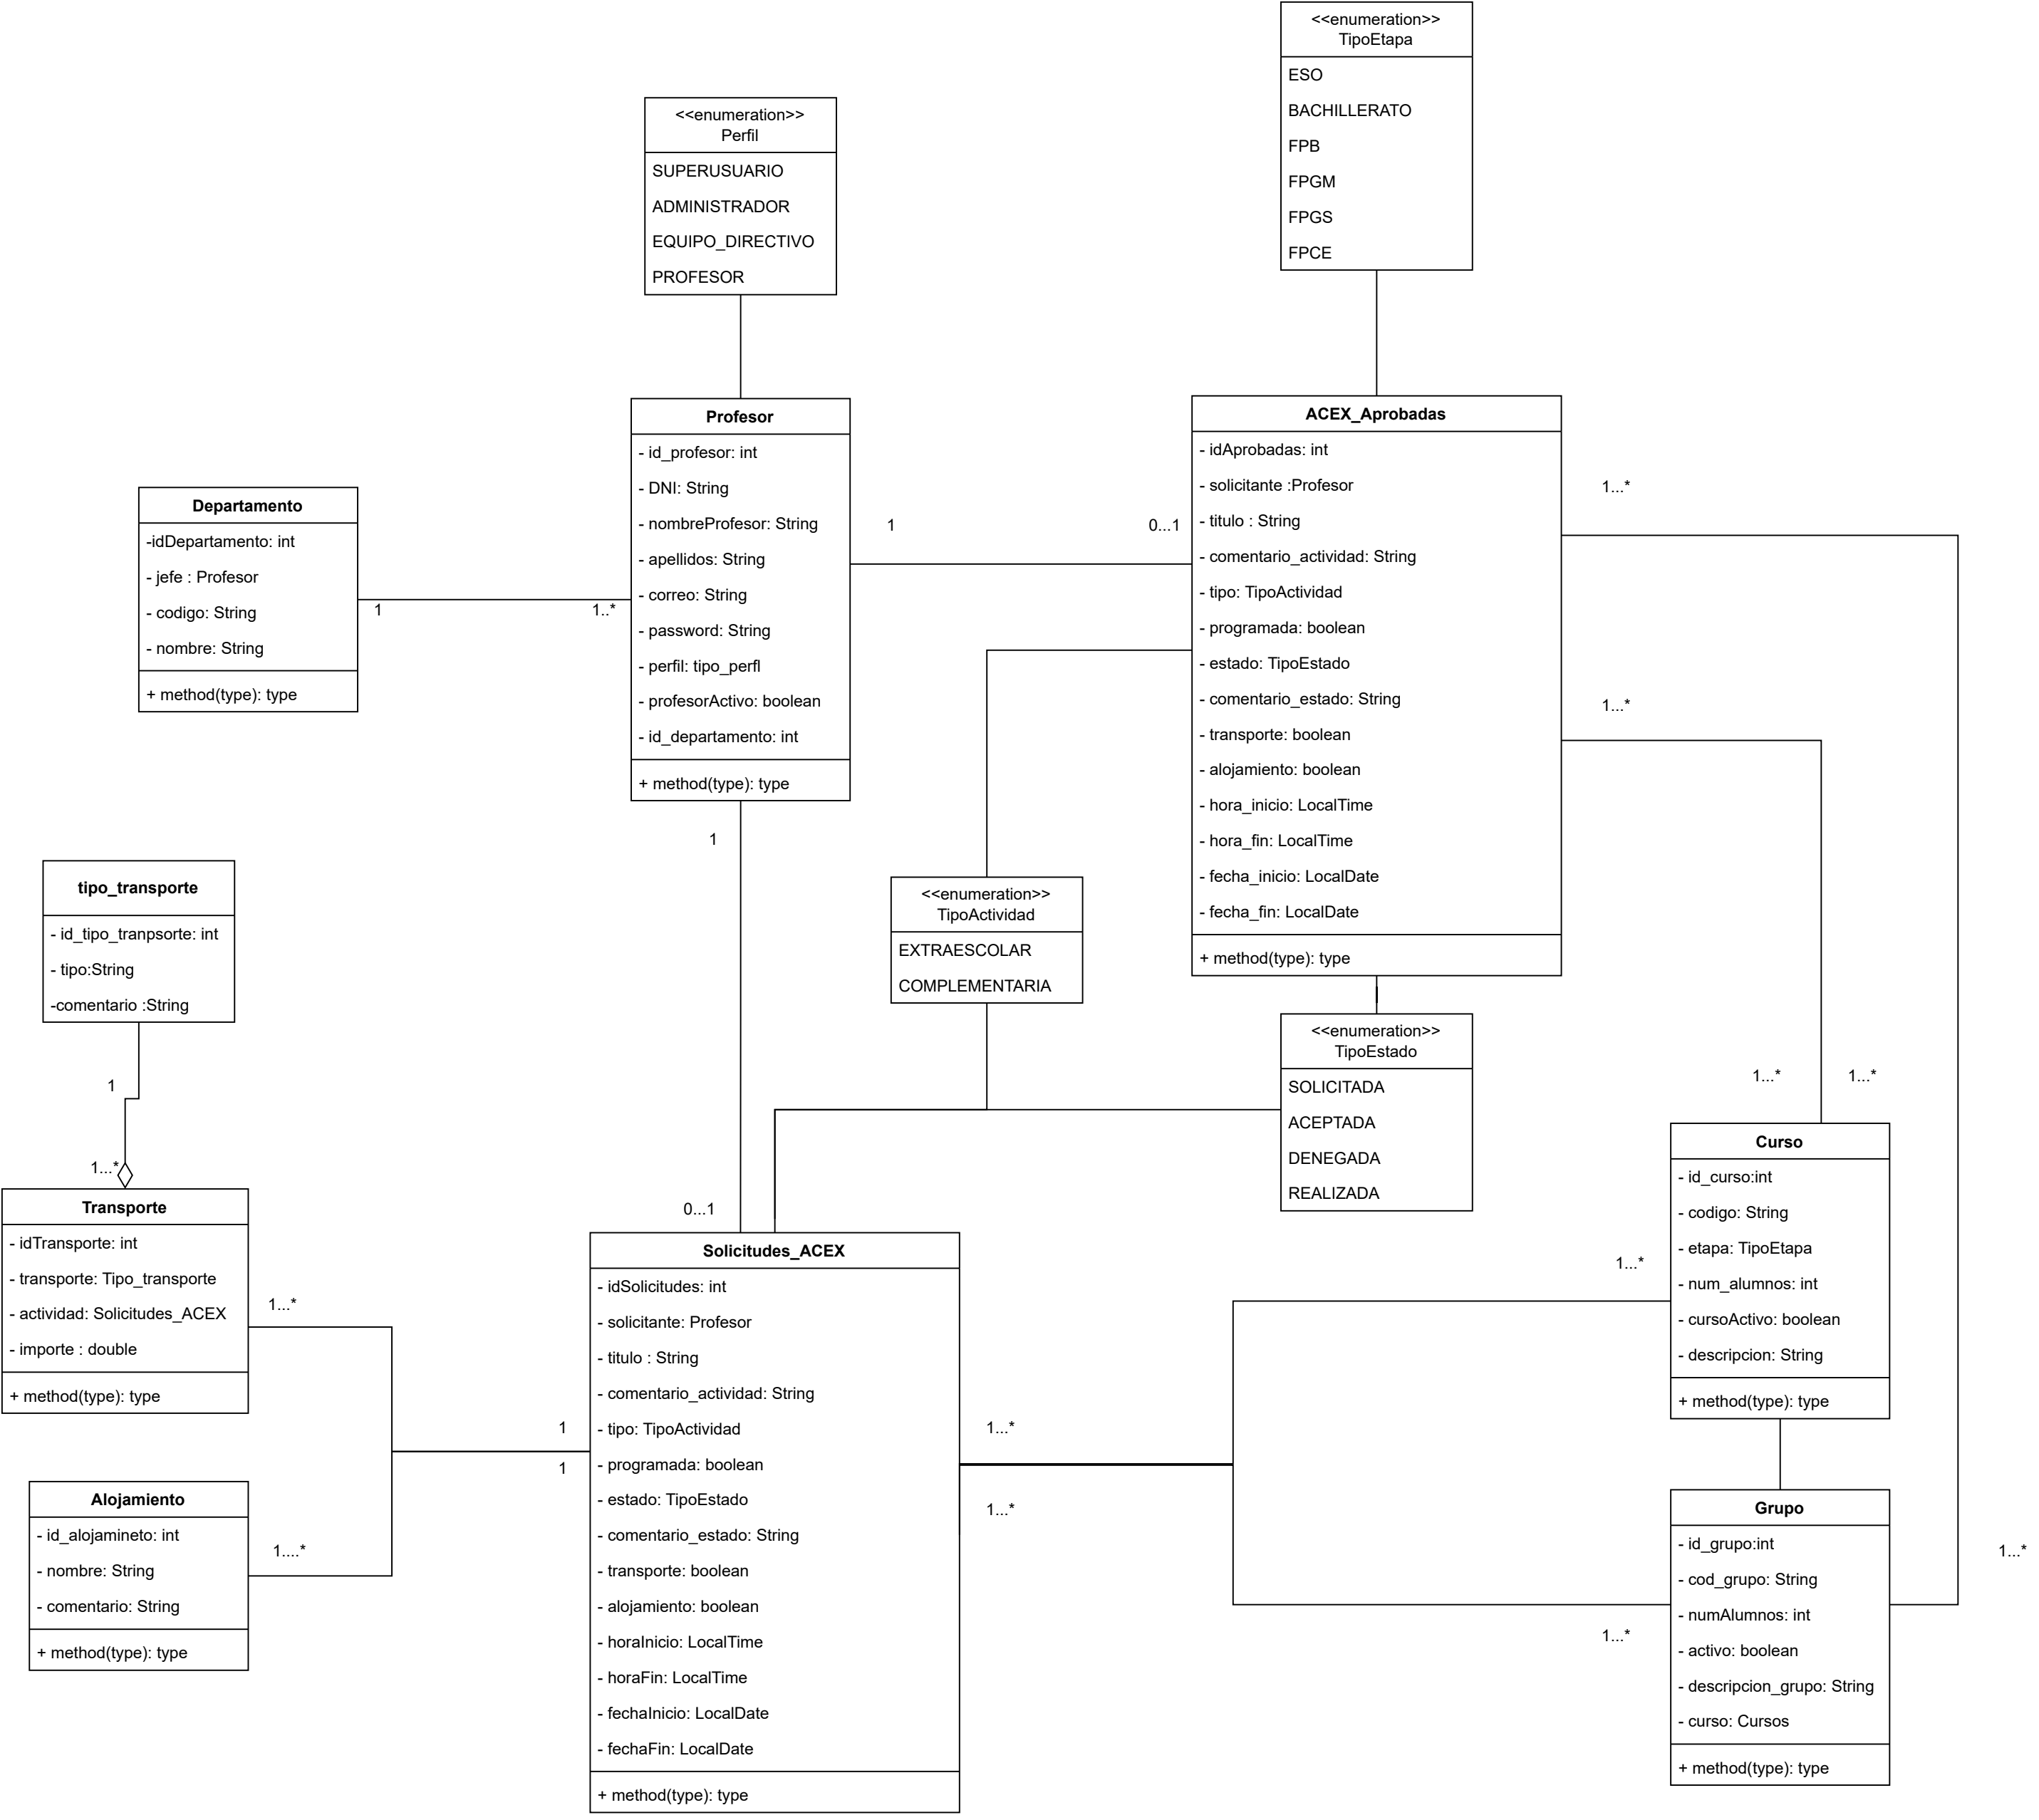 <<enumeration>>
TipoEtapa
ESO
BACHILLERATO
FPB
FPGM
FPGS
FPCE
<<enumeration>>
Perfil
SUPERUSUARIO
ADMINISTRADOR
EQUIPO_DIRECTIVO
PROFESOR
Profesor
- id_profesor: int
- DNI: String
- nombreProfesor: String
- apellidos: String
- correo: String
- password: String
- perfil: tipo_perfl
- profesorActivo: boolean
- id_departamento: int
+ method(type): type
ACEX_Aprobadas
- idAprobadas: int
- solicitante :Profesor
- titulo : String
- comentario_actividad: String
- tipo: TipoActividad
- programada: boolean
- estado: TipoEstado
- comentario_estado: String
- transporte: boolean
- alojamiento: boolean
- hora_inicio: LocalTime
- hora_fin: LocalTime
- fecha_inicio: LocalDate
- fecha_fin: LocalDate
+ method(type): type
1
0...1
1...*
1...*
Departamento
-idDepartamento: int
- jefe : Profesor
- codigo: String
- nombre: String
+ method(type): type
1
1..*
1
0...1
tipo_transporte
- id_tipo_tranpsorte: int
- tipo:String
-comentario :String
1
1...*
<<enumeration>>
TipoActividad
EXTRAESCOLAR
COMPLEMENTARIA
<<enumeration>>
TipoEstado
SOLICITADA
ACEPTADA
DENEGADA
REALIZADA
1...*
1...*
Curso
- id_curso:int
- codigo: String
- etapa: TipoEtapa
- num_alumnos: int
- cursoActivo: boolean
- descripcion: String
+ method(type): type
1...*
Transporte
- idTransporte: int
- transporte: Tipo_transporte
- actividad: Solicitudes_ACEX
- importe : double
+ method(type): type
1...*
1
1
Alojamiento
- id_alojamineto: int
- nombre: String
- comentario: String
+ method(type): type
1....*
Solicitudes_ACEX
- idSolicitudes: int
- solicitante: Profesor
- titulo : String
- comentario_actividad: String
- tipo: TipoActividad
- programada: boolean
- estado: TipoEstado
- comentario_estado: String
- transporte: boolean
- alojamiento: boolean
- horaInicio: LocalTime
- horaFin: LocalTime
- fechaInicio: LocalDate
- fechaFin: LocalDate
+ method(type): type
1...*
1...*
Grupo
- id_grupo:int
- cod_grupo: String
- numAlumnos: int
- activo: boolean
- descripcion_grupo: String
- curso: Cursos
+ method(type): type
1...*
1...*